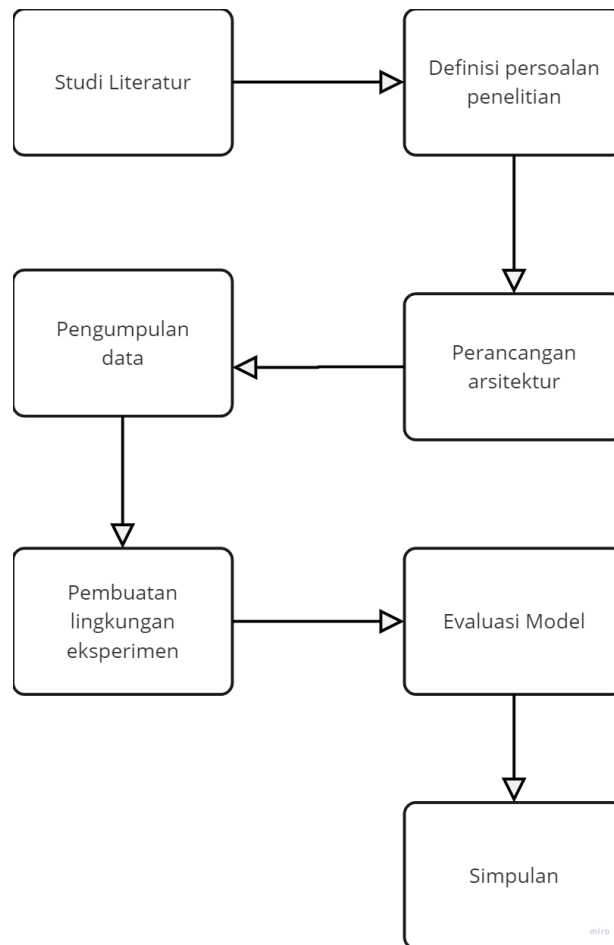 Studi Literatur
Definisi persoalan
penelitian
Perancangan
arsitektur
Pengumpulan
data
Pembuatan
lingkungan
eksperimen
Evaluasi Model
Simpulan
miro